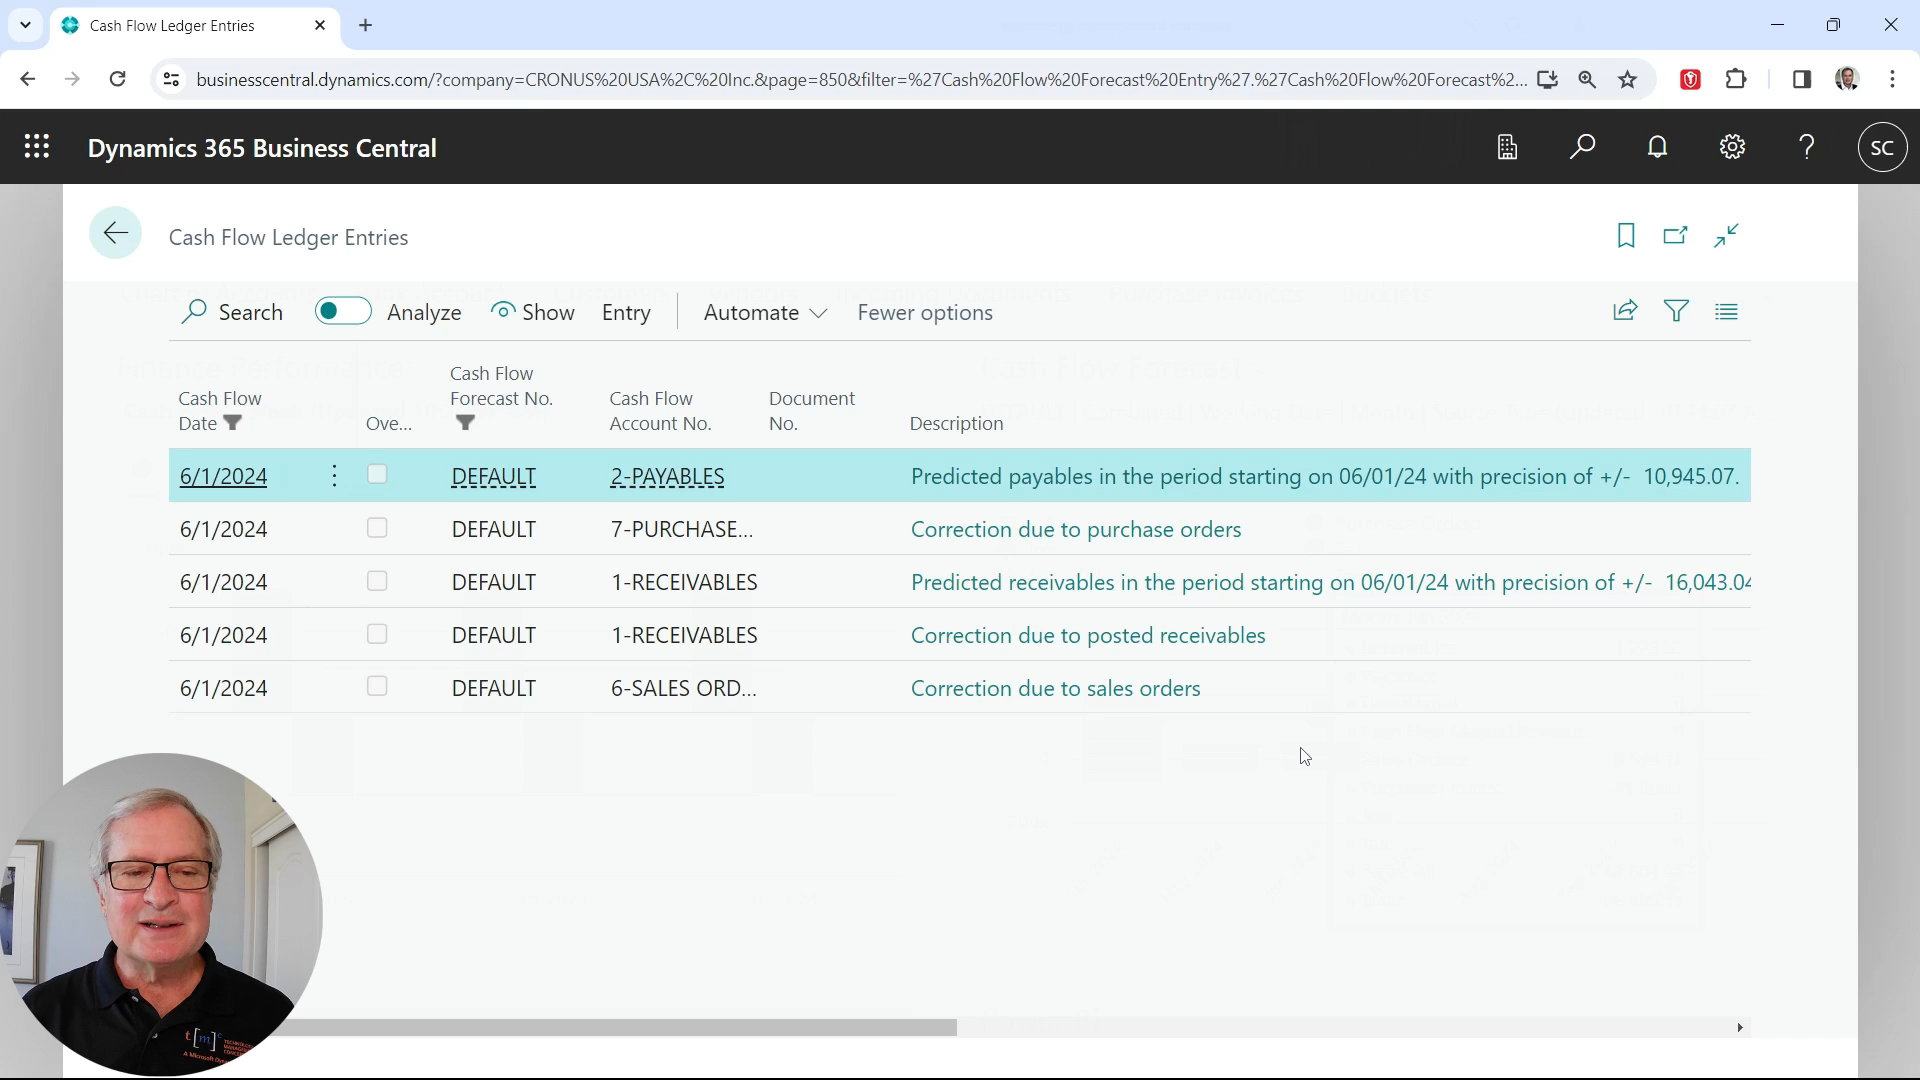 Cash Flow Ledger Entries
businesscentral.dynamics.com/?company=CRONUS%20USA%2C%20Inc.&page=850&filter=%27Cash%20Flow%20Forecast%20Entry%27.%27Cash%20Flow%20Forecast%2...
Dynamics 365 Business Central
SC
Cash Flow Ledger Entries
Search Analyze Show Entry Automate Fewer options
Cash Flow Date Ove... Cash Flow Forecast No. Cash Flow Account No. Document No. Description
6/1/2024 DEFAULT 2-PAYABLES Predicted payables in the period starting on 06/01/24 with precision of +/- 10,945.07.
6/1/2024 DEFAULT 7-PURCHASE... Correction due to purchase orders
6/1/2024 DEFAULT 1-RECEIVABLES Predicted receivables in the period starting on 06/01/24 with precision of +/- 16,043.04
6/1/2024 DEFAULT 1-RECEIVABLES Correction due to posted receivables
6/1/2024 DEFAULT 6-SALES ORD... Correction due to sales orders
t[m]c